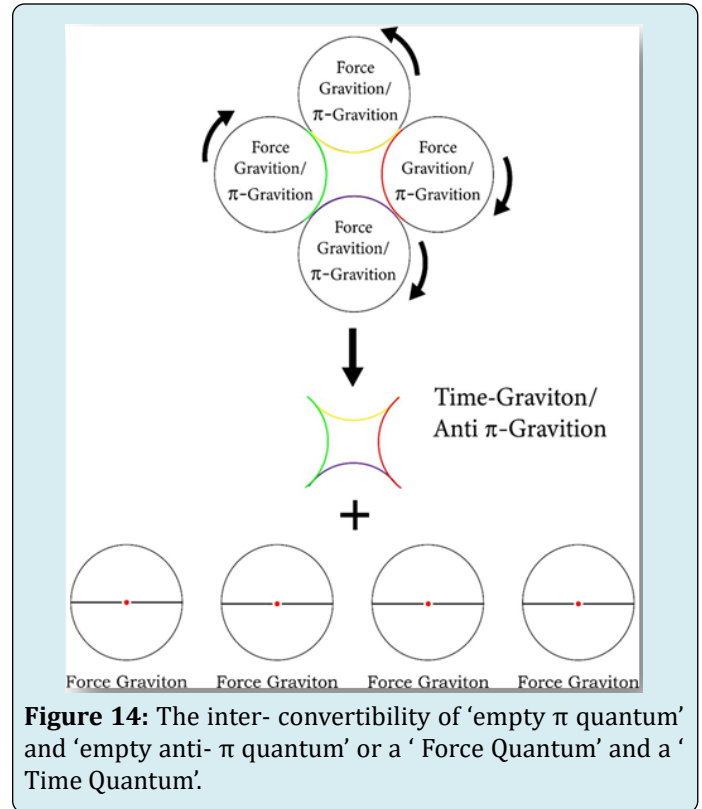 Force
Gravition/
π-Gravition
Force
Gravition/
π-Gravition
Force
Gravition/
π-Gravition
Force
Gravition/
π-Gravition
Time-Graviton/
Anti π-Gravition
+
Force Graviton Force Graviton Force Graviton Force Graviton
Figure 14: The inter- convertibility of ‘empty π quantum’
and ‘empty anti- π quantum’ or a ‘ Force Quantum’ and a ‘
Time Quantum’.